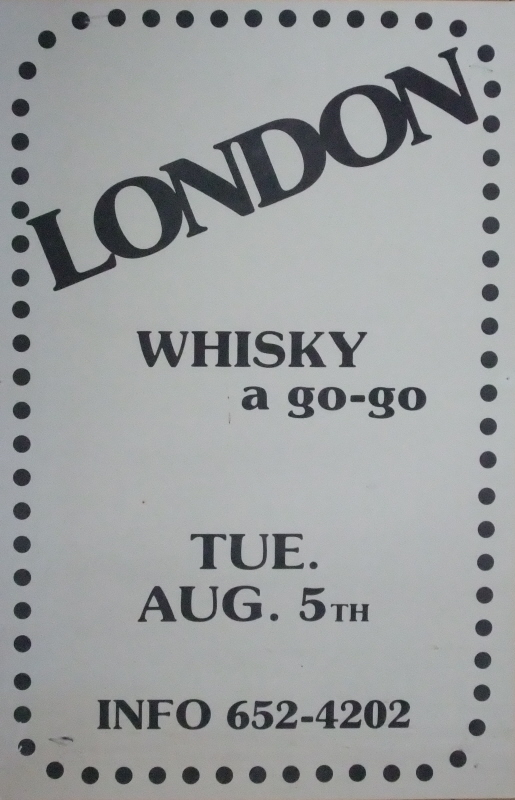 LONDON
WHISKY
a go-go
TUE.
AUG. 5TH
INFO 652-4202